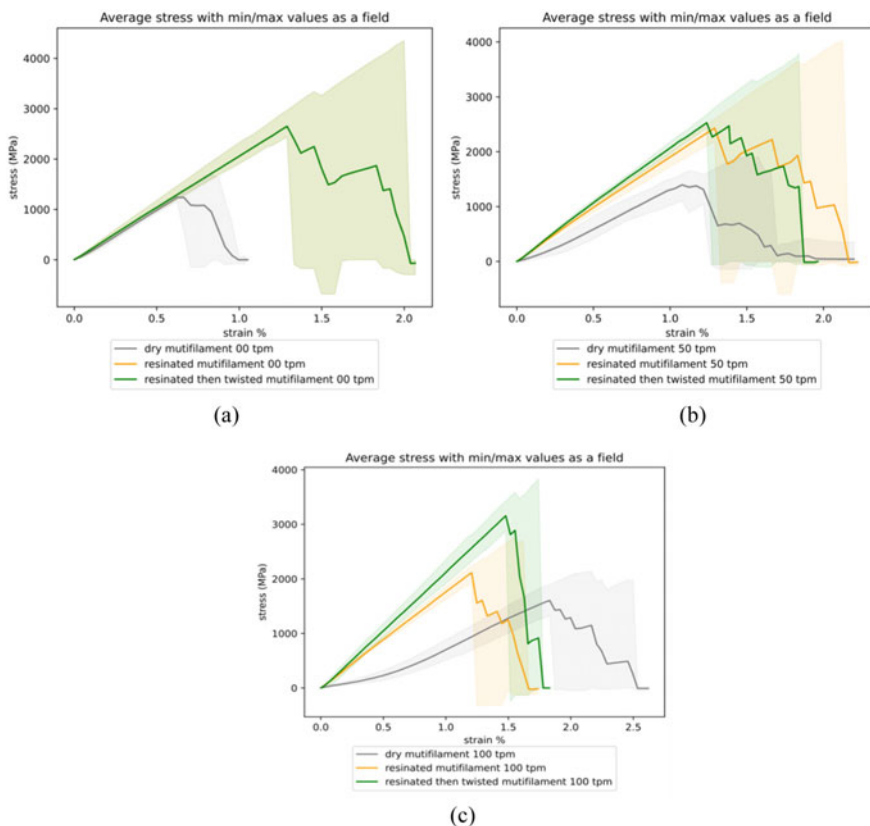 Average stress with min/max values as a field
4000
3000
2000
1000
0
stress (MPa)
0.0 0.5 1.0 1.5 2.0
strain %
dry mutifilament 00 tpm
resinated mutifilament 00 tpm
resinated then twisted mutifilament 00 tpm
(a)
Average stress with min/max values as a field
4000
3000
2000
1000
0
stress (MPa)
0.0 0.5 1.0 1.5 2.0
strain %
dry mutifilament 50 tpm
resinated mutifilament 50 tpm
resinated then twisted mutifilament 50 tpm
(b)
Average stress with min/max values as a field
4000
3000
2000
1000
0
stress (MPa)
0.0 0.5 1.0 1.5 2.0 2.5
strain %
dry mutifilament 100 tpm
resinated mutifilament 100 tpm
resinated then twisted mutifilament 100 tpm
(c)